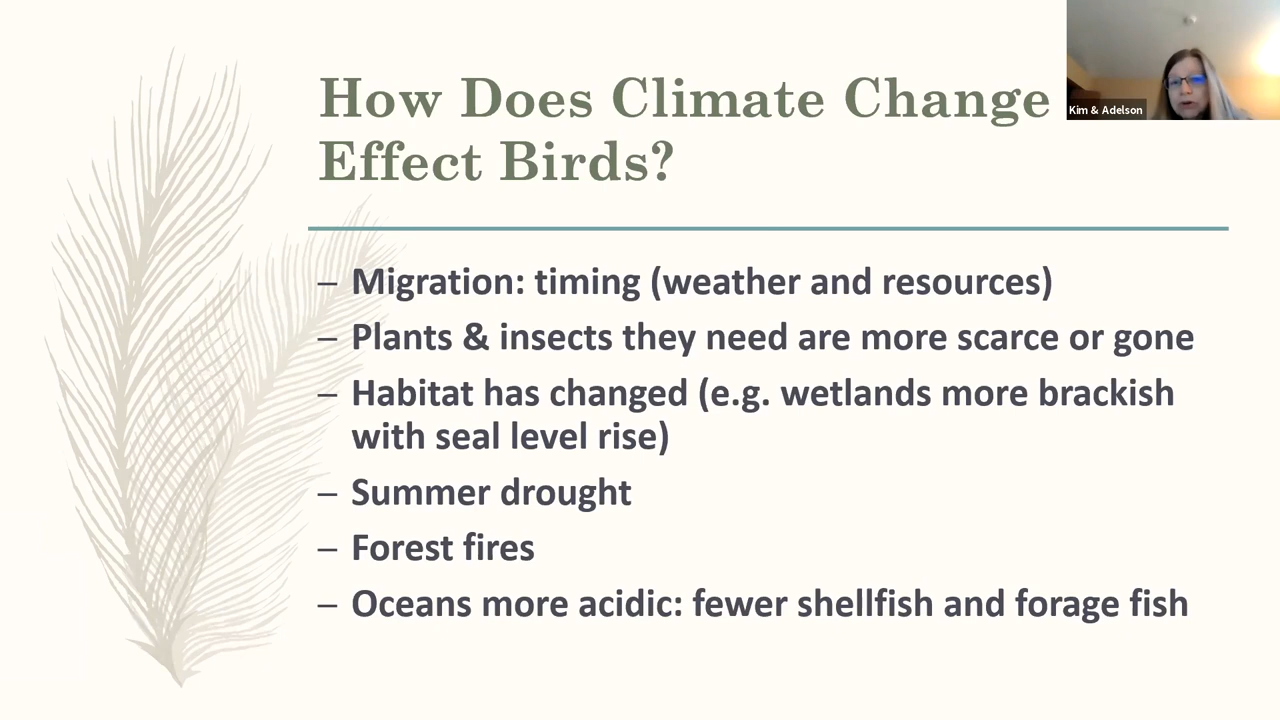 How Does Climate Change
Effect Birds?
Kim & Adelson
– Migration: timing (weather and resources)
– Plants & insects they need are more scarce or gone
– Habitat has changed (e.g. wetlands more brackish
with seal level rise)
– Summer drought
– Forest fires
– Oceans more acidic: fewer shellfish and forage fish